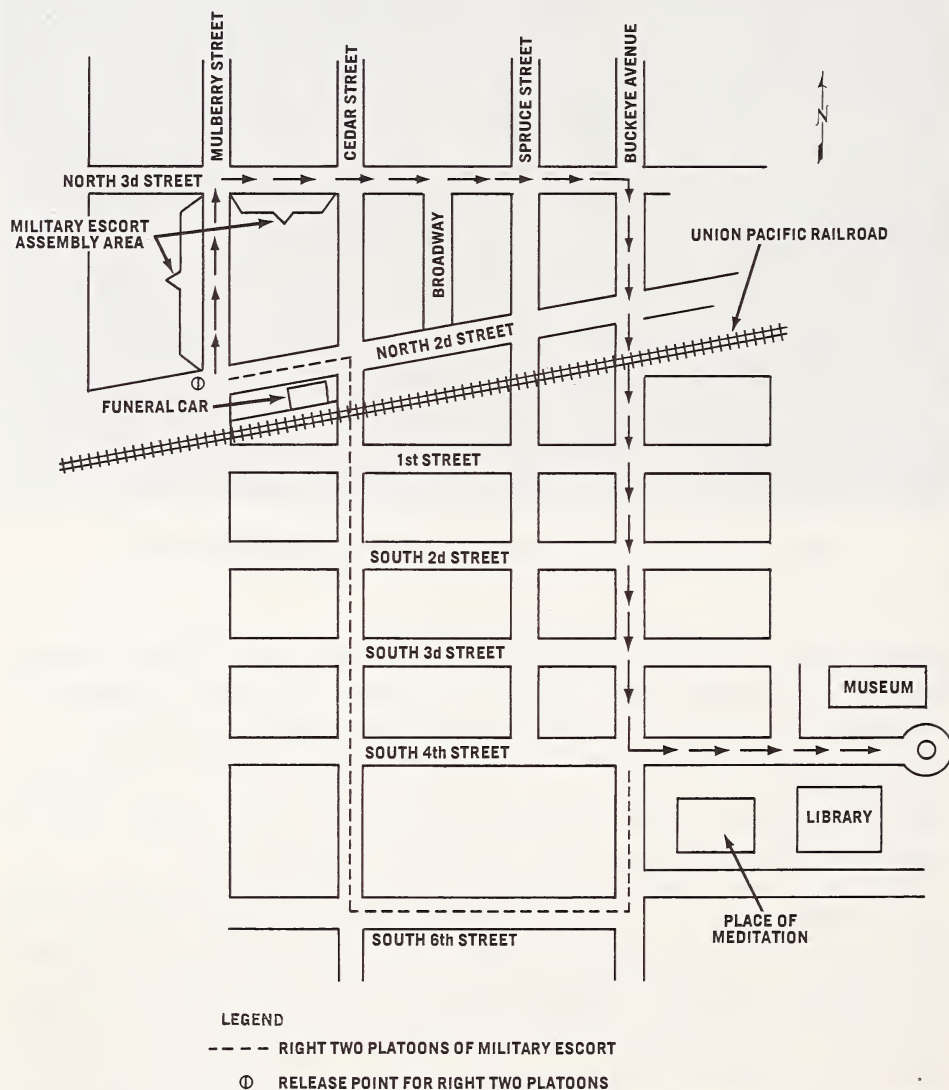 MULBERRY STREET
CEDAR STREET
SPRUCE STREET
BUCKEYE AVENUE
N
NORTH 3d STREET
MILITARY ESCORT
ASSEMBLY AREA
BROADWAY
UNION PACIFIC RAILROAD
NORTH 2d STREET
FUNERAL CAR
1st STREET
SOUTH 2d STREET
SOUTH 3d STREET
MUSEUM
SOUTH 4th STREET
LIBRARY
PLACE OF
MEDITATION
SOUTH 6th STREET
LEGEND
RIGHT TWO PLATOONS OF MILITARY ESCORT
RELEASE POINT FOR RIGHT TWO PLATOONS